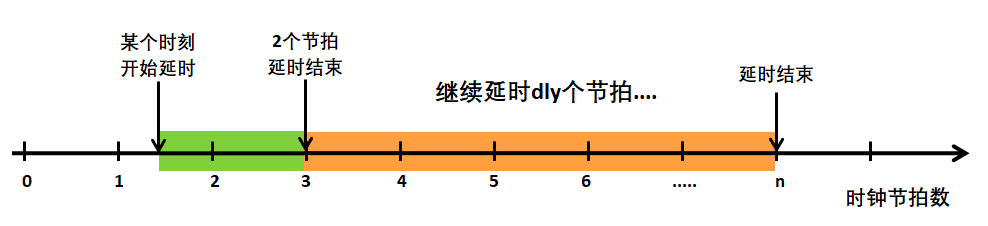 某个时刻
开始延时
2个节拍
延时结束
继续延时dly个节拍....
延时结束
0 1 2 3 4 5 6 ..... n
时钟节拍数